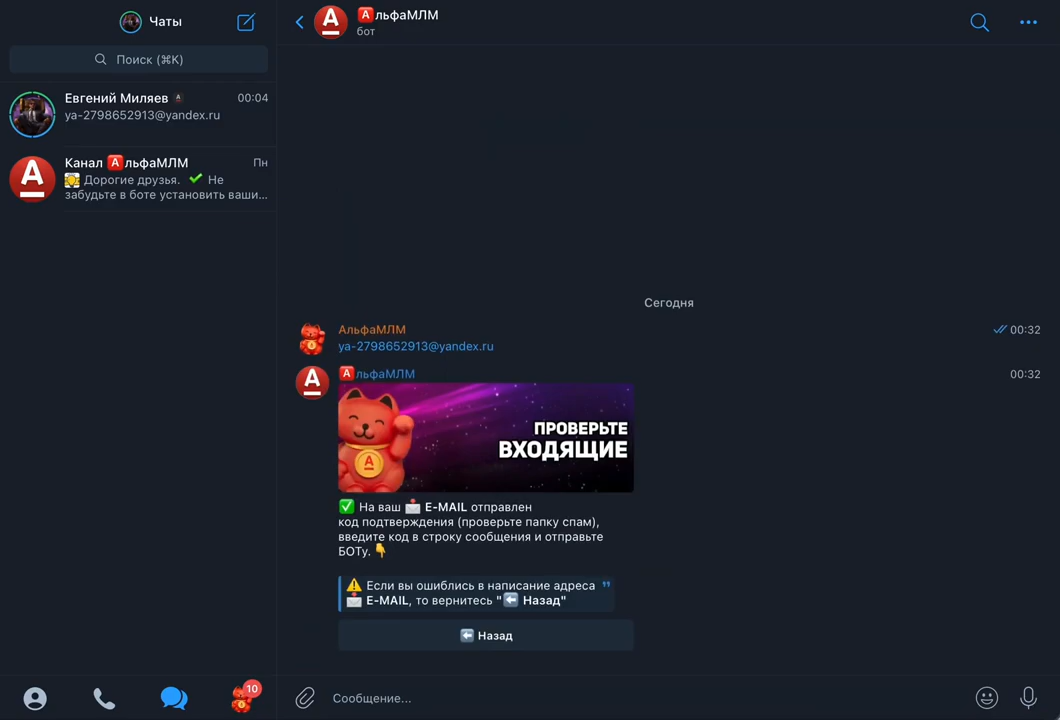 Чаты
Поиск (⌘K)
Евгений Миляев
00:04
ya-2798652913@yandex.ru
Канал АльфаМЛМ
Пн
Дорогие друзья. Не
забудьте в боте установить ваши...
10
АльфаМЛМ
бот
Сегодня
АльфаМЛМ
00:32
ya-2798652913@yandex.ru
АльфаМЛМ
00:32
ПРОВЕРЬТЕ
ВХОДЯЩИЕ
На ваш E-MAIL отправлен
код подтверждения (проверьте папку спам),
введите код в строку сообщения и отправьте
БОТу.
Если вы ошиблись в написание адреса
E-MAIL, то вернитесь "⬅ Назад"
⬅ Назад
Сообщение...